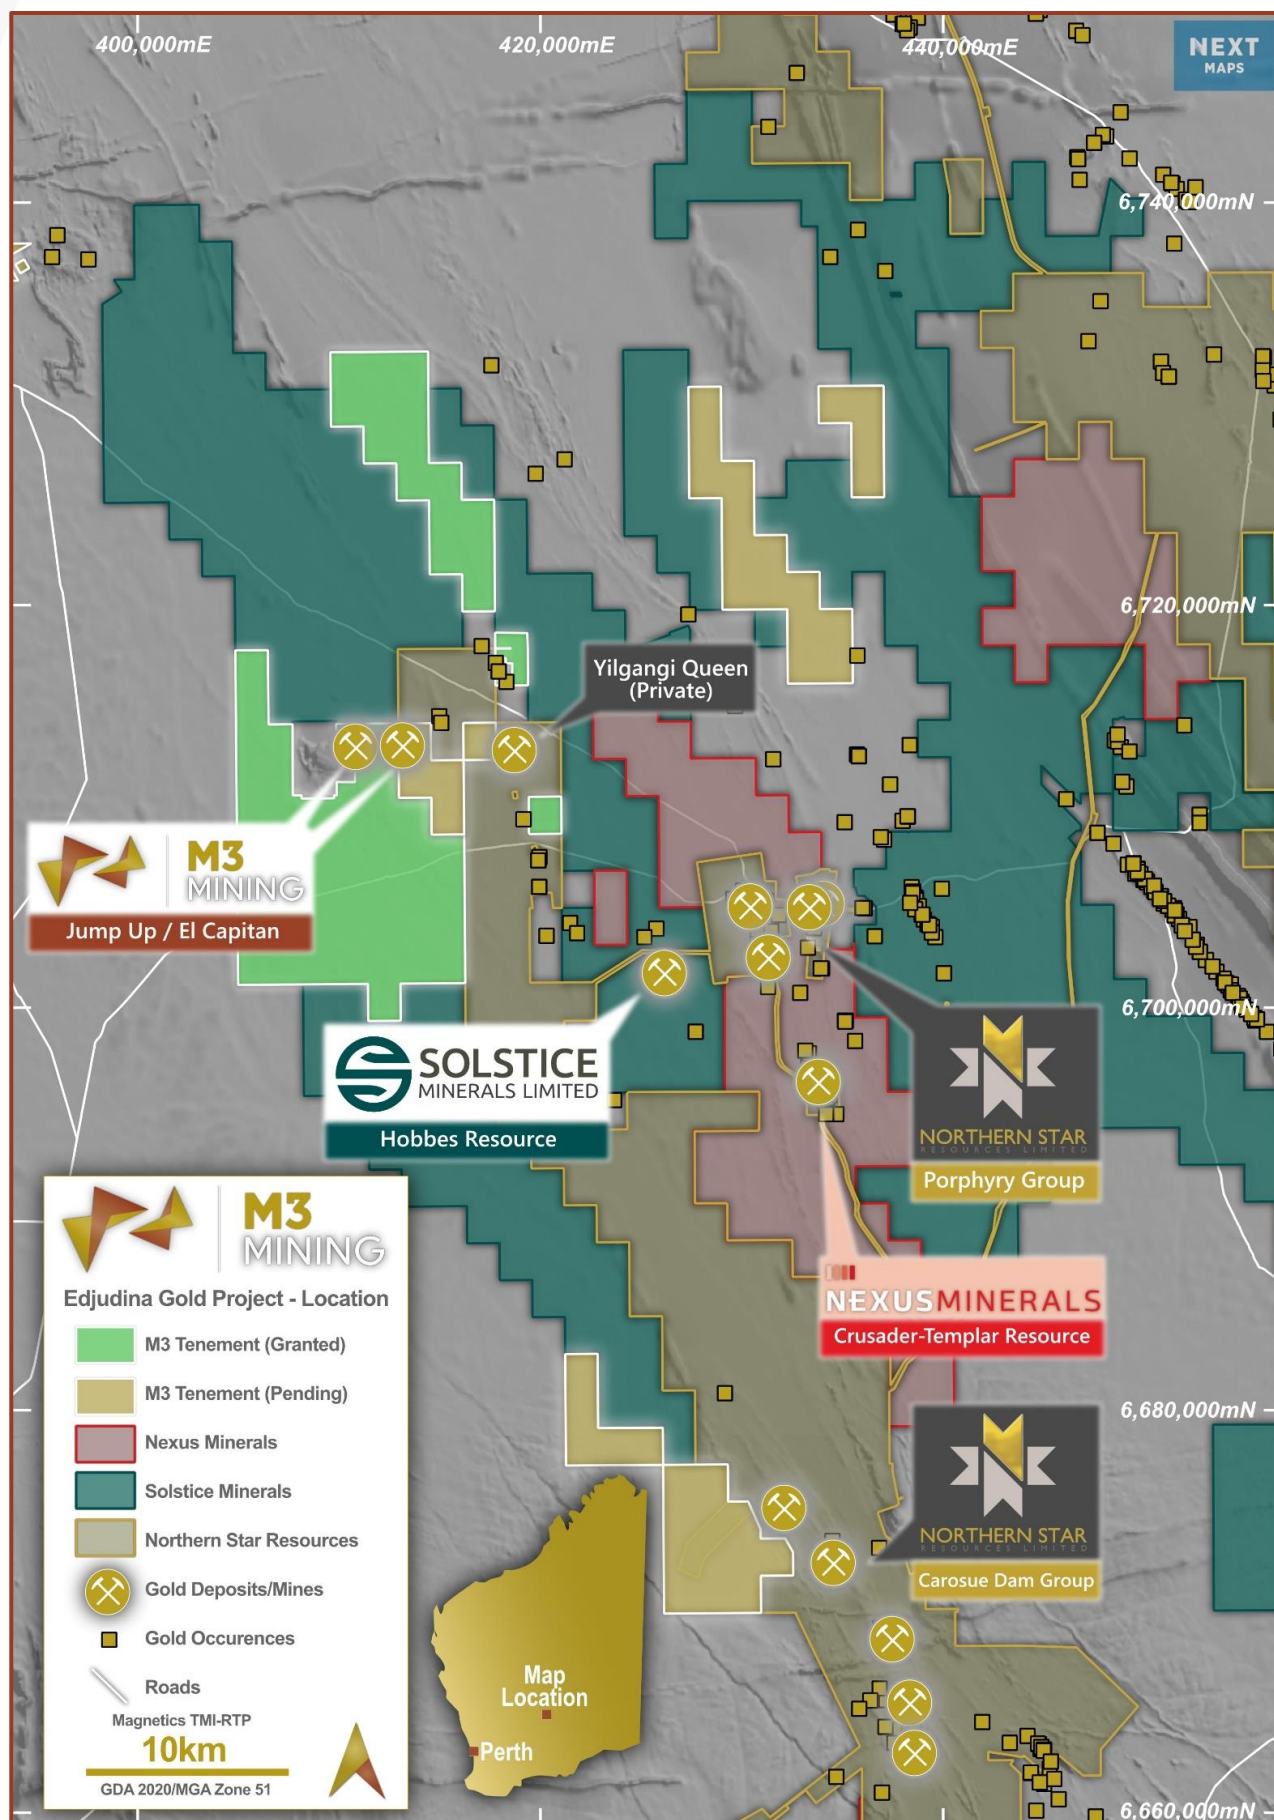 400,000mE
420,000mE
440,000mE
NEXT
MAPS
6,740,000mN
6,720,000mN
Yilgangi Queen
(Private)
M3
MINING
Jump Up / El Capitan
6,700,000mN
SOLSTICE
MINERALS LIMITED
Hobbes Resource
NORTHERN STAR
RESOURCES LIMITED
Porphyry Group
NEXUSMINERALS
Crusader-Templar Resource
6,680,000mN
NORTHERN STAR
RESOURCES LIMITED
Carosue Dam Group
M3
MINING
Edjudina Gold Project - Location
M3 Tenement (Granted)
M3 Tenement (Pending)
Nexus Minerals
Solstice Minerals
Northern Star Resources
Gold Deposits/Mines
Gold Occurences
Roads
Magnetics TMI-RTP
10km
GDA 2020/MGA Zone 51
Map
Location
Perth
6,660,000mN